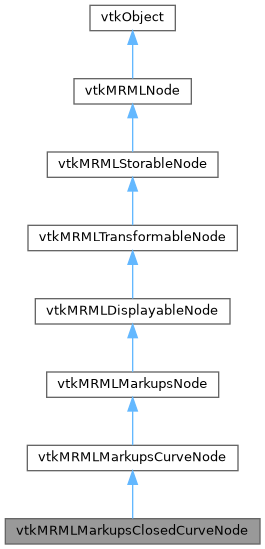 vtkObject
vtkMRMLNode
vtkMRMLStorableNode
vtkMRMLTransformableNode
vtkMRMLDisplayableNode
vtkMRMLMarkupsNode
vtkMRMLMarkupsCurveNode
vtkMRMLMarkupsClosedCurveNode